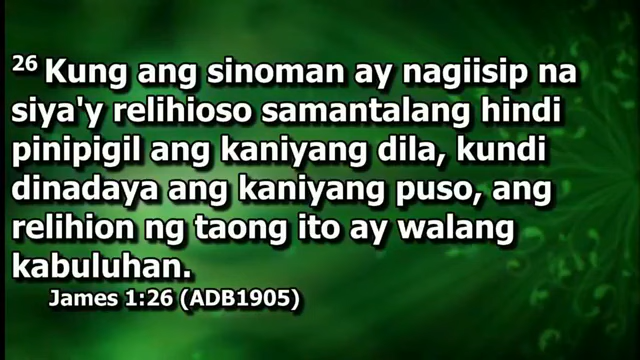 26 Kung ang sinoman ay nagiisip na
siya'y relihioso samantalang hindi
pinipigil ang kaniyang dila, kundi
dinadaya ang kaniyang puso, ang
relihion ng taong ito ay walang
kabuluhan.
James 1:26 (ADB1905)